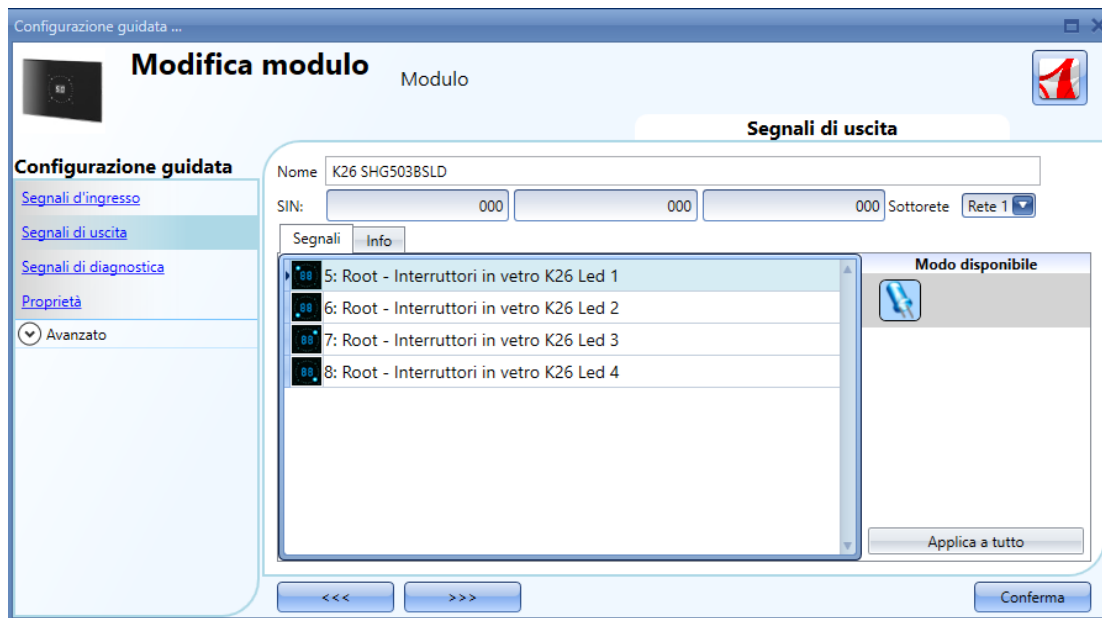 Configurazione guidata ...
Modifica modulo
Modulo
Segnali di uscita
Configurazione guidata
Segnali d'ingresso
Segnali di uscita
Segnali di diagnostica
Proprietà
Avanzato
Nome K26 SHG503BSLD
SIN: 000 000 000 Sottorete Rete 1
Segnali Info
5: Root - Interruttori in vetro K26 Led 1
6: Root - Interruttori in vetro K26 Led 2
7: Root - Interruttori in vetro K26 Led 3
8: Root - Interruttori in vetro K26 Led 4
Modo disponibile
Applica a tutto
<<< >>> Conferma